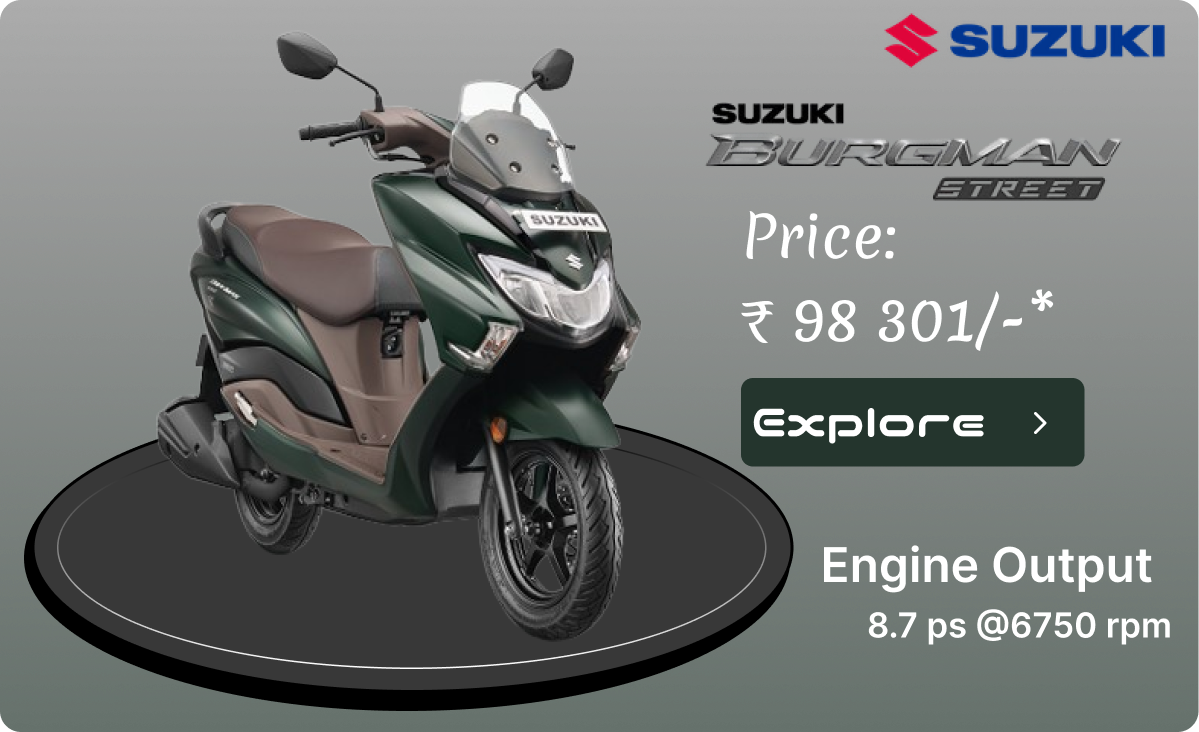 SUZUKI
SUZUKI
BURGMAN
STREET
Price:
₹ 98 301/-*
SUZUKI
Explore >
Engine Output
8.7 ps @6750 rpm